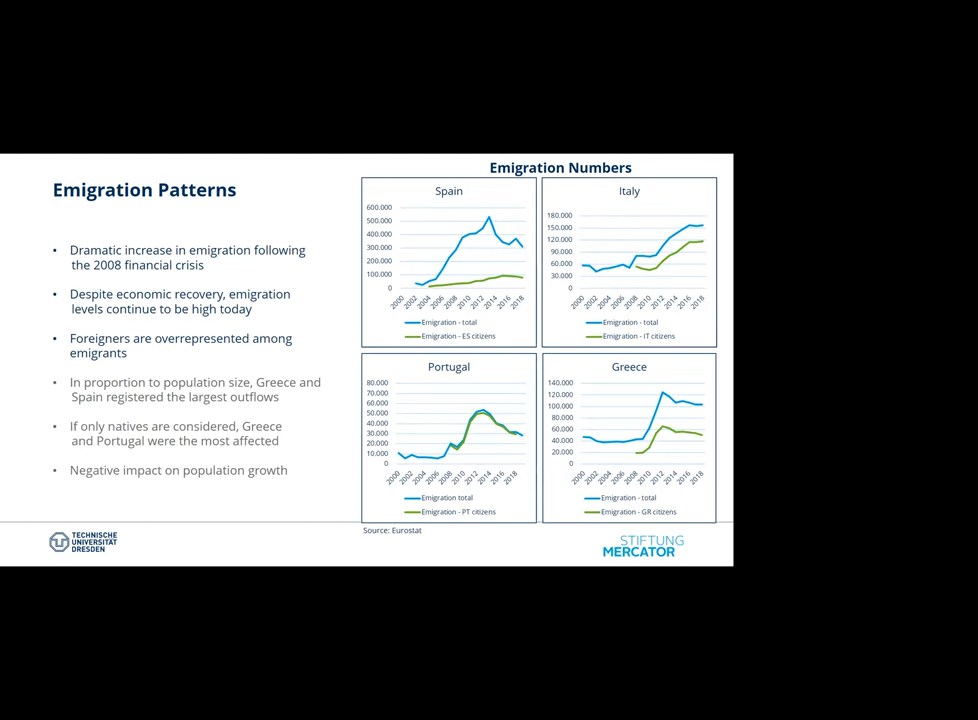 Emigration Numbers
Emigration Patterns
• Dramatic increase in emigration following
the 2008 financial crisis
• Despite economic recovery, emigration
levels continue to be high today
• Foreigners are overrepresented among
emigrants
• In proportion to population size, Greece and
Spain registered the largest outflows
• If only natives are considered, Greece
and Portugal were the most affected
• Negative impact on population growth
Spain
600.000
500.000
400.000
300.000
200.000
100.000
0
2000 2002 2004 2006 2008 2010 2012 2014 2016 2018
Emigration - total
Emigration - ES citizens
Italy
180.000
150.000
120.000
90.000
60.000
30.000
0
2000 2002 2004 2006 2008 2010 2012 2014 2016 2018
Emigration - total
Emigration - IT citizens
Portugal
80.000
70.000
60.000
50.000
40.000
30.000
20.000
10.000
0
2000 2002 2004 2006 2008 2010 2012 2014 2016 2018
Emigration total
Emigration - PT citizens
Greece
140.000
120.000
100.000
80.000
60.000
40.000
20.000
0
2000 2002 2004 2006 2008 2010 2012 2014 2016 2018
Emigration - total
Emigration - GR citizens
Source: Eurostat
TECHNISCHE
UNIVERSITÄT
DRESDEN
STIFTUNG
MERCATOR